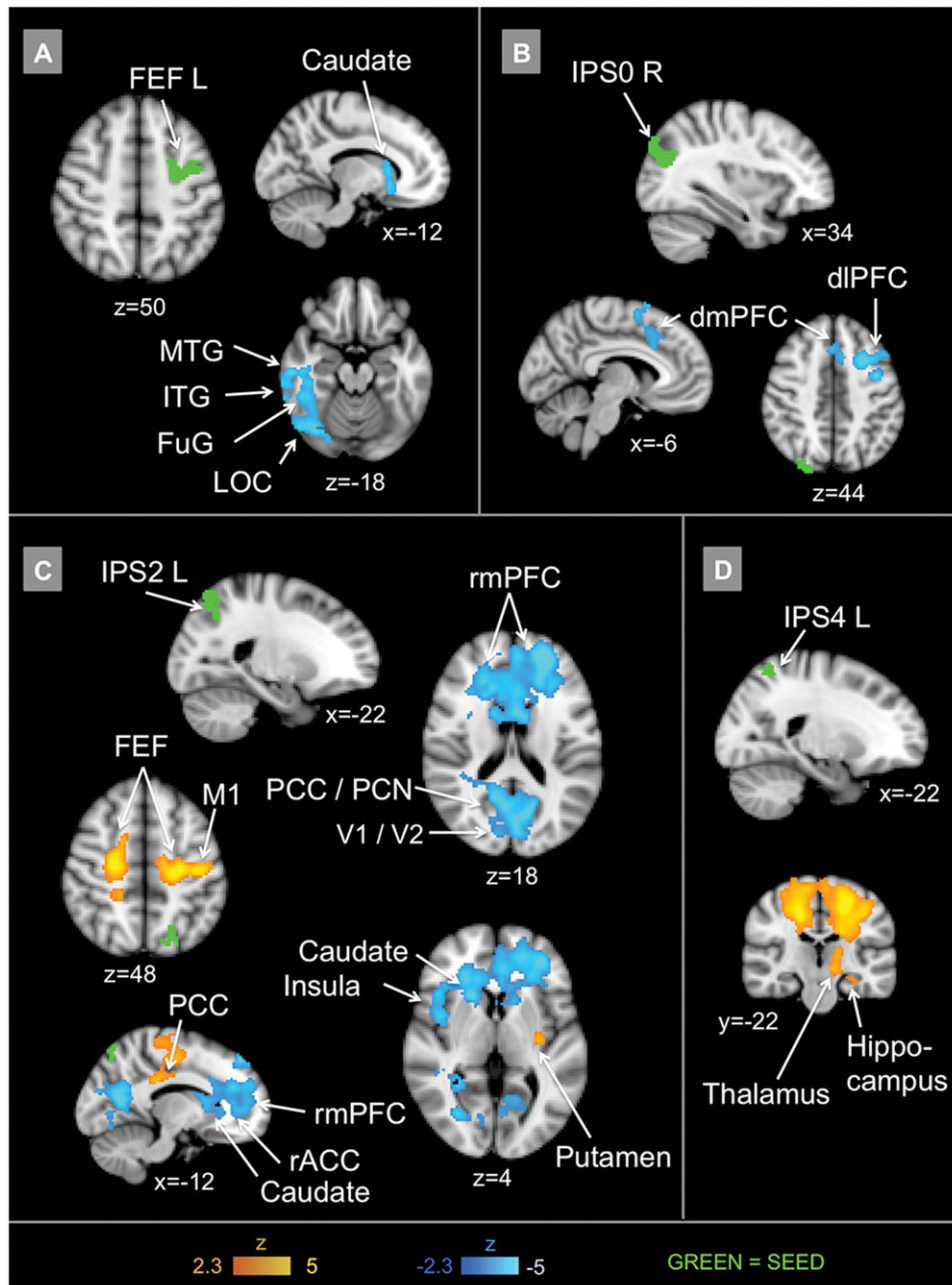 A
FEF L
Caudate
x=-12
z=50
MTG
ITG
FuG
LOC
z=-18
B
IPS0 R
x=34
dmPFC
dlPFC
x=-6
z=44
C
IPS2 L
x=-22
rmPFC
FEF
M1
PCC / PCN
V1 / V2
z=18
z=48
Caudate
Insula
PCC
rmPFC
rACC
Caudate
x=-12
Putamen
z=4
D
IPS4 L
x=-22
y=-22
Thalamus
Hippo-
campus
z
2.3 5
z
-2.3 -5
GREEN = SEED